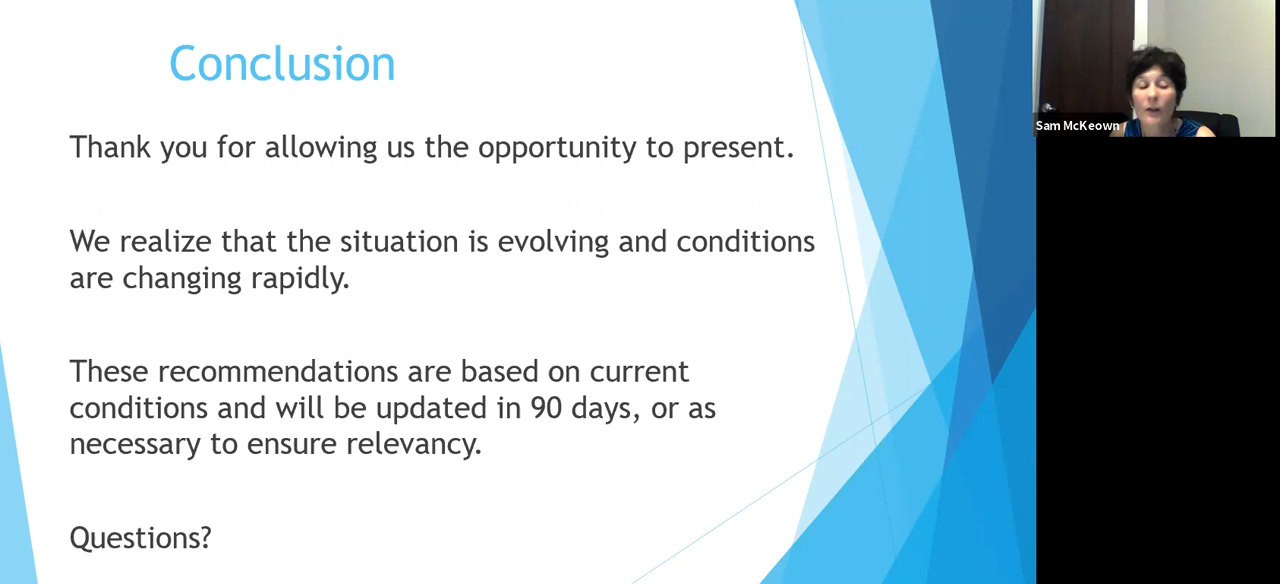 Conclusion
Thank you for allowing us the opportunity to present.
We realize that the situation is evolving and conditions
are changing rapidly.
These recommendations are based on current
conditions and will be updated in 90 days, or as
necessary to ensure relevancy.
Questions?
Sam McKeown